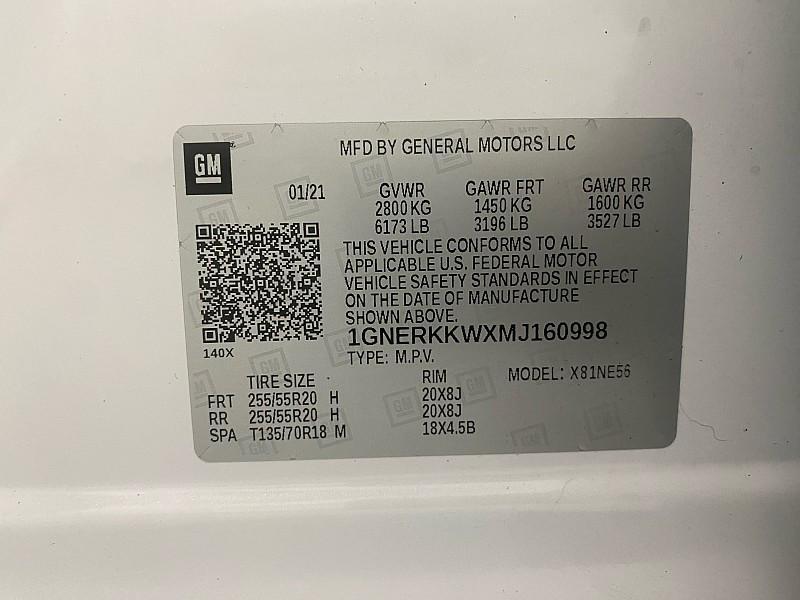 GM
MFD BY GENERAL MOTORS LLC
01/21 GVWR GAWR FRT GAWR RR
2800 KG 1450 KG 1600 KG
6173 LB 3196 LB 3527 LB
THIS VEHICLE CONFORMS TO ALL
APPLICABLE U.S. FEDERAL MOTOR
VEHICLE SAFETY STANDARDS IN EFFECT
ON THE DATE OF MANUFACTURE
SHOWN ABOVE.
1GNERKKWXMJ160998
140X
TYPE: M.P.V.
TIRE SIZE RIM MODEL: X81NE56
FRT 255/55R20 H 20X8J
RR 255/55R20 H 20X8J
SPA T135/70R18 M 18X4.5B